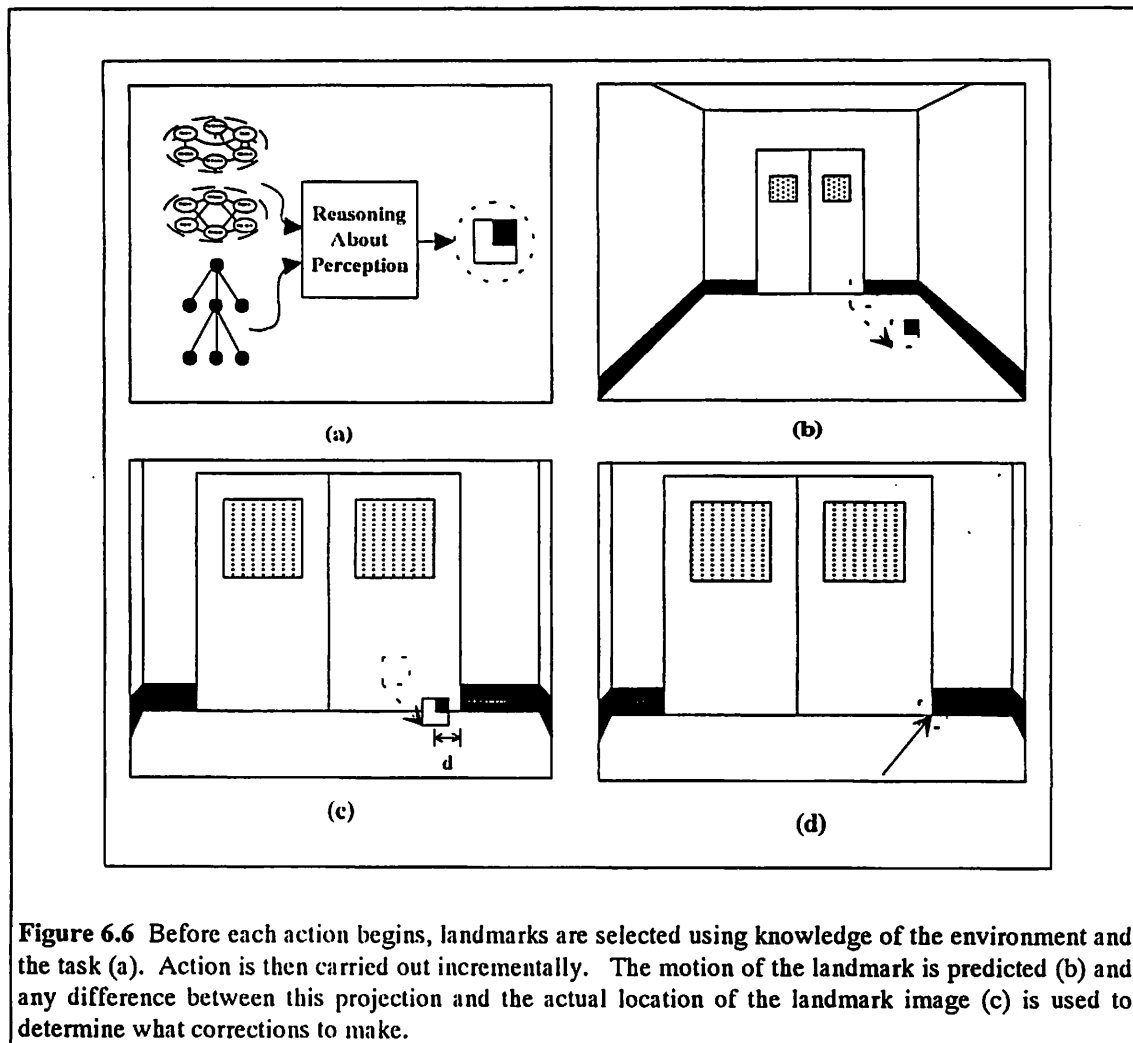 Reasoning
About
Perception
(a)
(b)
d
(c)
(d)
Figure 6.6 Before each action begins, landmarks are selected using knowledge of the environment and
the task (a). Action is then carried out incrementally. The motion of the landmark is predicted (b) and
any difference between this projection and the actual location of the landmark image (c) is used to
determine what corrections to make.